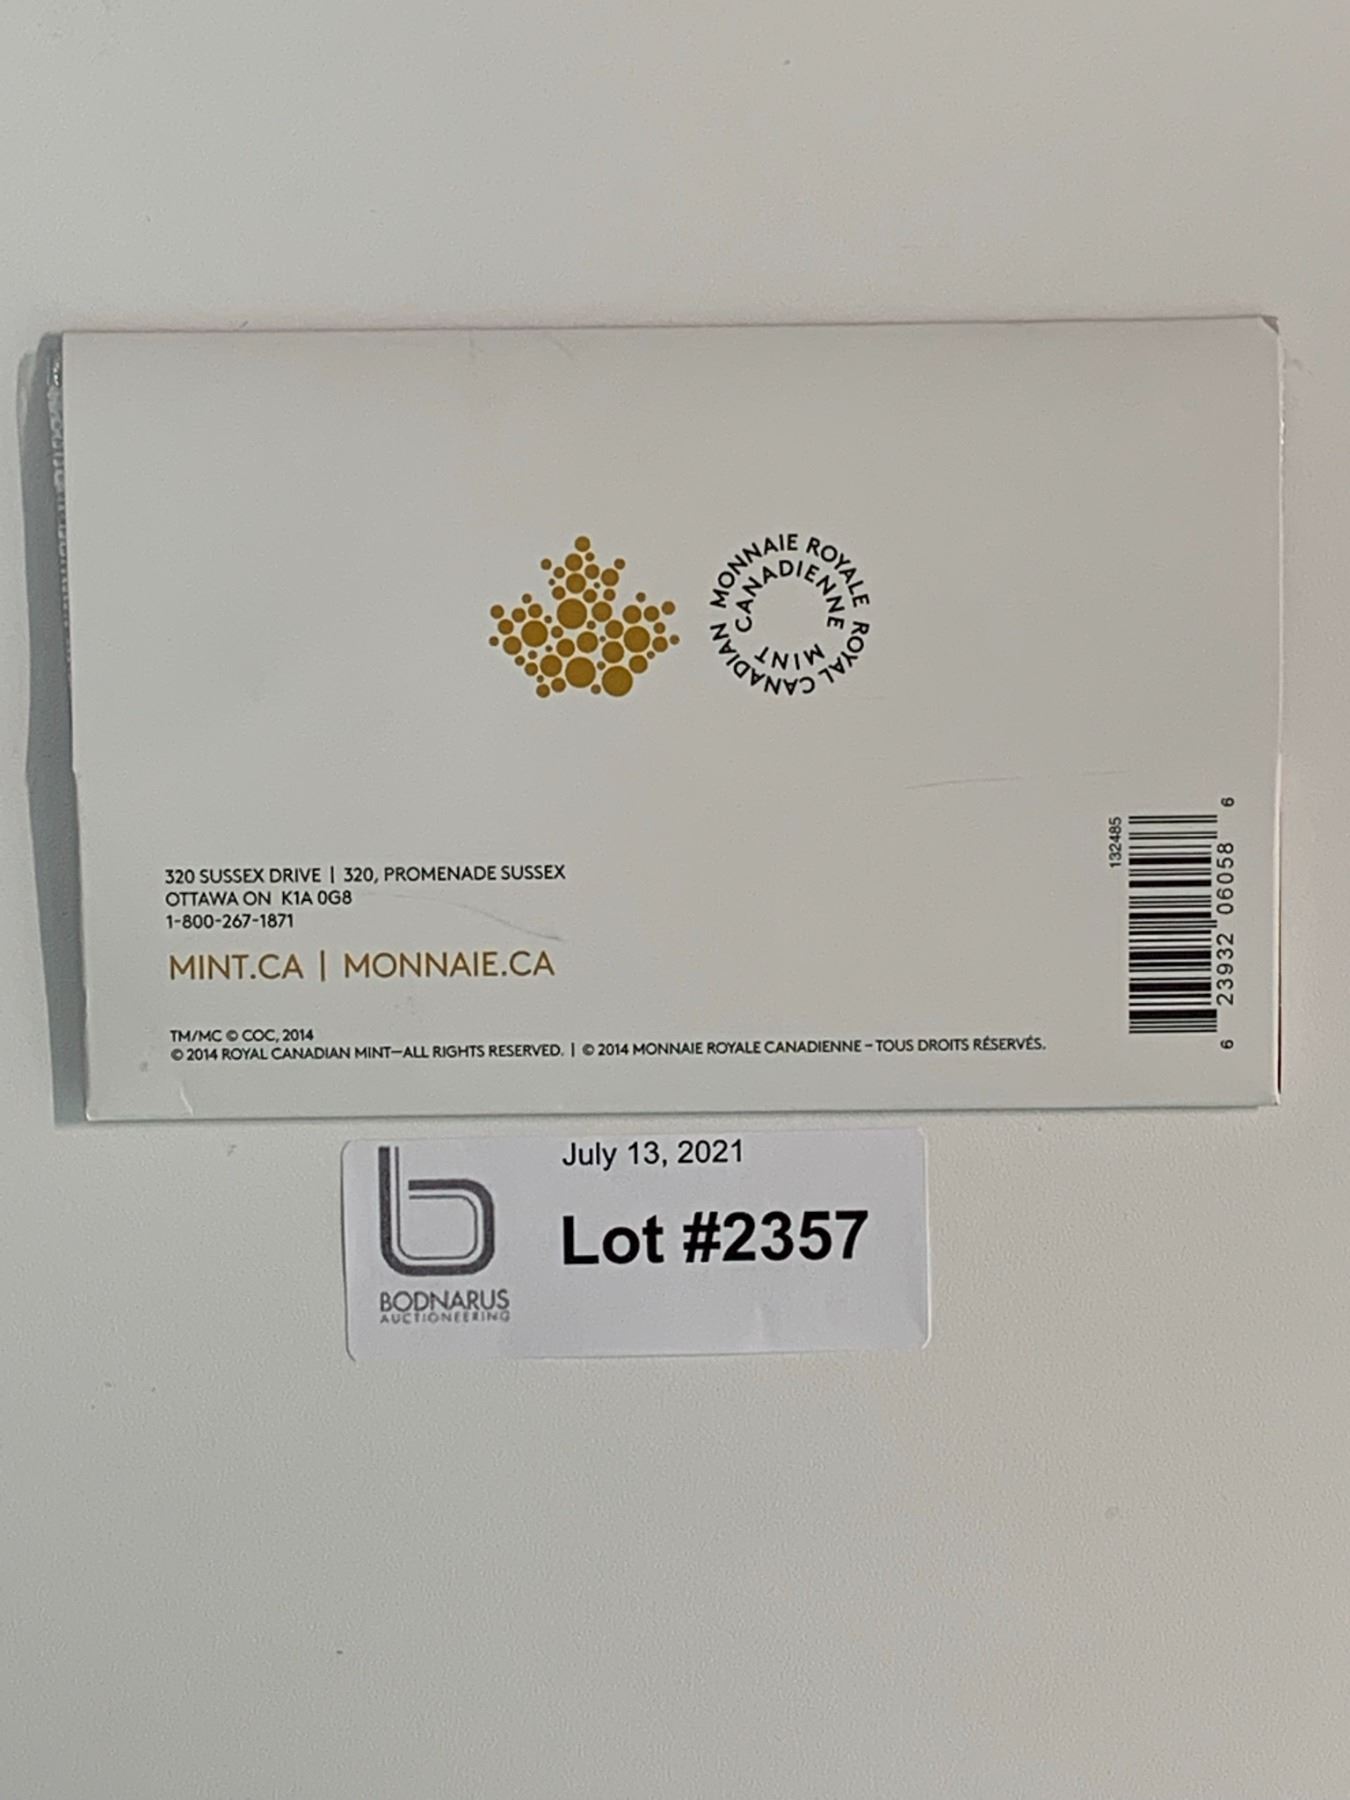 MONNAIE ROYALE CANADIENNE
ROYAL CANADIAN MINT
320 SUSSEX DRIVE | 320, PROMENADE SUSSEX
OTTAWA ON K1A 0G8
1-800-267-1871
MINT.CA | MONNAIE.CA
TM/MC © COC, 2014
© 2014 ROYAL CANADIAN MINT—ALL RIGHTS RESERVED. | © 2014 MONNAIE ROYALE CANADIENNE – TOUS DROITS RÉSERVÉS.
132485
6 23932 06058 6
July 13, 2021
Lot #2357
BODNARUS
AUCTIONEERING